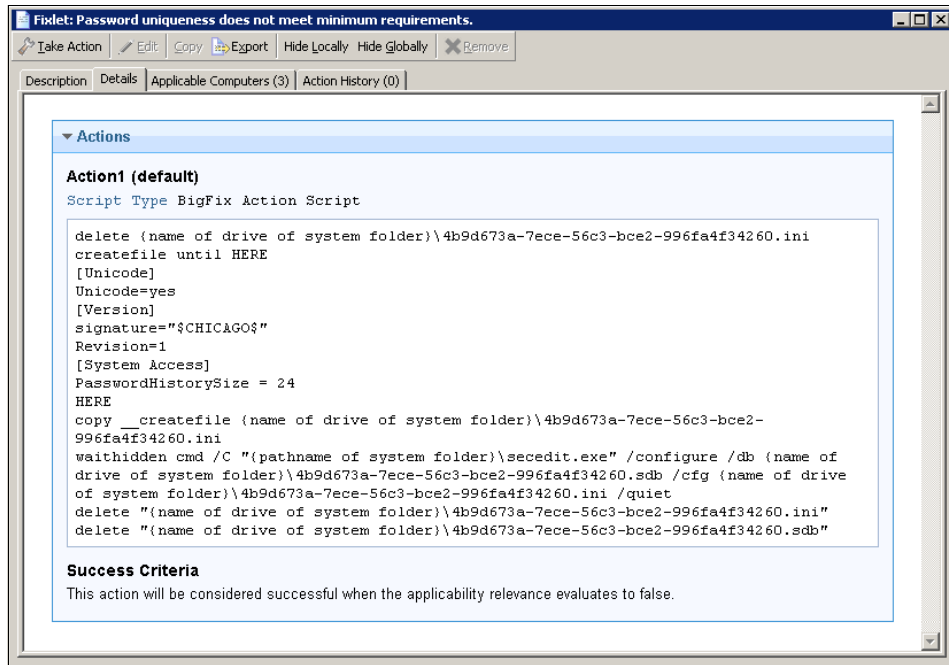 Fixlet: Password uniqueness does not meet minimum requirements.
Take Action Edit Copy Export Hide Locally Hide Globally Remove
Description Details Applicable Computers (3) Action History (0)
Actions
Action1 (default)
Script Type BigFix Action Script
delete {name of drive of system folder}\4b9d673a-7ece-56c3-bce2-996fa4f34260.ini
createfile until HERE
[Unicode]
Unicode=yes
[Version]
signature="$CHICAGO$"
Revision=1
[System Access]
PasswordHistorySize = 24
HERE
copy __createfile {name of drive of system folder}\4b9d673a-7ece-56c3-bce2-
996fa4f34260.ini
waithidden cmd /C "{pathname of system folder}\secedit.exe" /configure /db {name of
drive of system folder}\4b9d673a-7ece-56c3-bce2-996fa4f34260.sdb /cfg {name of drive
of system folder}\4b9d673a-7ece-56c3-bce2-996fa4f34260.ini /quiet
delete "{name of drive of system folder}\4b9d673a-7ece-56c3-bce2-996fa4f34260.ini"
delete "{name of drive of system folder}\4b9d673a-7ece-56c3-bce2-996fa4f34260.sdb"
Success Criteria
This action will be considered successful when the applicability relevance evaluates to false.